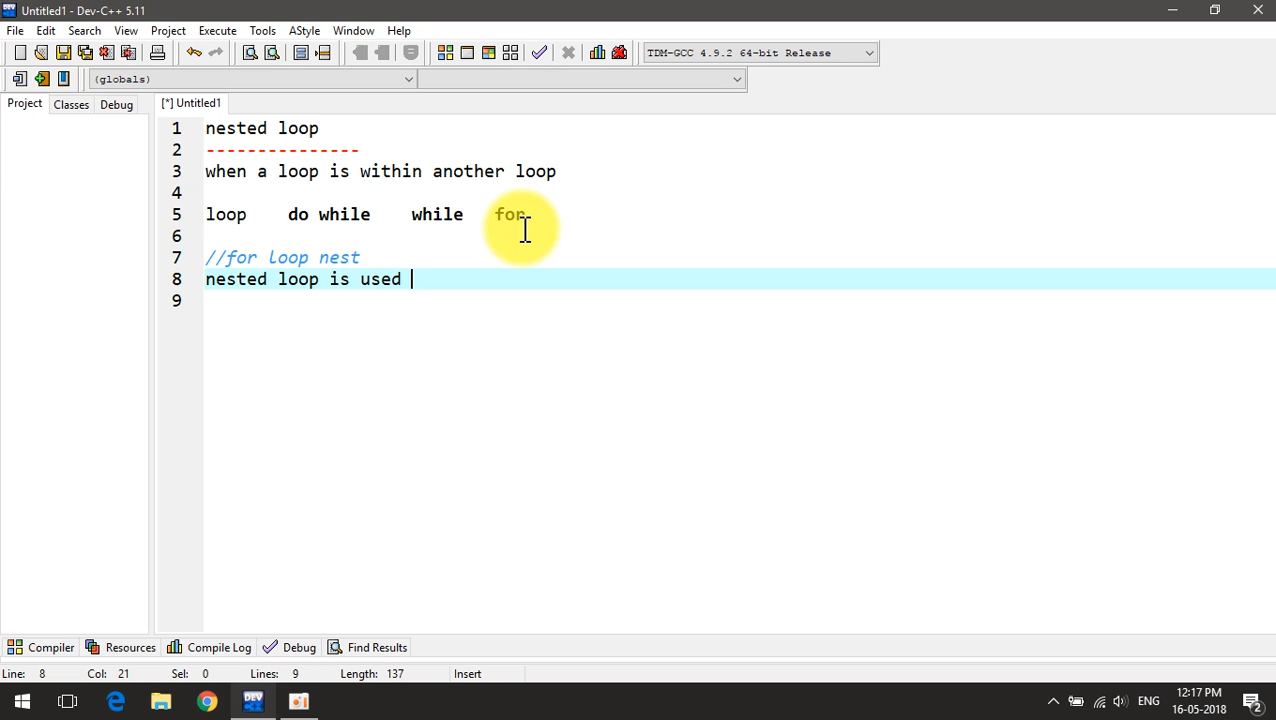 Untitled1 - Dev-C++ 5.11
File Edit Search View Project Execute Tools AStyle Window Help
TDM-GCC 4.9.2 64-bit Release
(globals)
Project Classes Debug [*] Untitled1
1 nested loop
2 ---------------
3 when a loop is within another loop
4
5 loop do while while for
6
7 //for loop nest
8 nested loop is used
9
Compiler Resources Compile Log Debug Find Results
Line: 8 Col: 21 Sel: 0 Lines: 9 Length: 137 Insert
DEV ENG 12:17 PM
16-05-2018 2